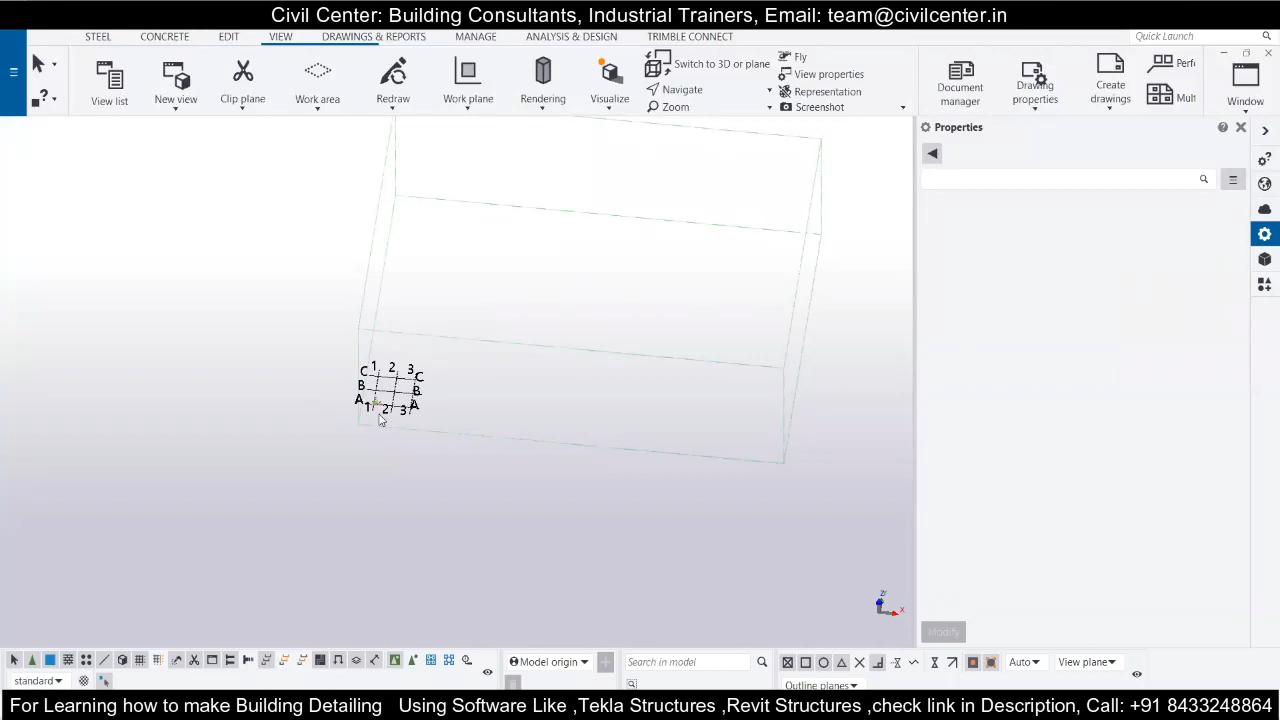 Civil Center: Building Consultants, Industrial Trainers, Email: team@civilcenter.in
STEEL CONCRETE EDIT VIEW DRAWINGS & REPORTS MANAGE ANALYSIS & DESIGN TRIMBLE CONNECT Quick Launch
View list New view Clip plane Work area Redraw Work plane Rendering Visualize
Switch to 3D or plane
Navigate
Zoom
Fly
View properties
Representation
Screenshot
Document manager
Drawing properties
Create drawings
Perf
Mult
Window
Properties
1 2 3
C C
B B
A A
1 2 3
Z
X
Modify
Model origin
Search in model
Auto
View plane
standard
Outline planes
For Learning how to make Building Detailing Using Software Like ,Tekla Structures ,Revit Structures ,check link in Description, Call: +91 8433248864